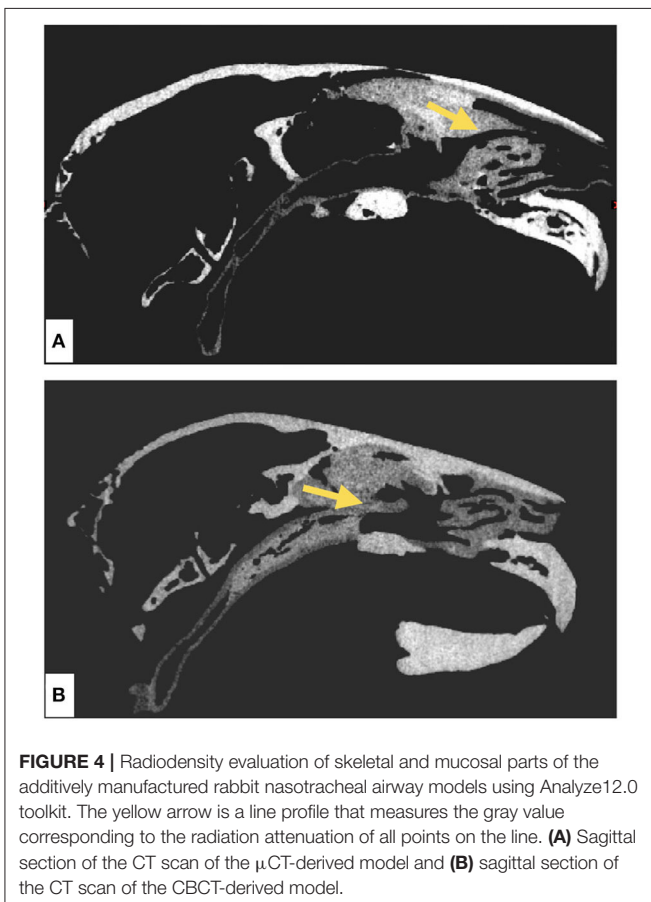 A
B
FIGURE 4 | Radiodensity evaluation of skeletal and mucosal parts of the
additively manufactured rabbit nasotracheal airway models using Analyze12.0
toolkit. The yellow arrow is a line profile that measures the gray value
corresponding to the radiation attenuation of all points on the line. (A) Sagittal
section of the CT scan of the μCT-derived model and (B) sagittal section of
the CT scan of the CBCT-derived model.